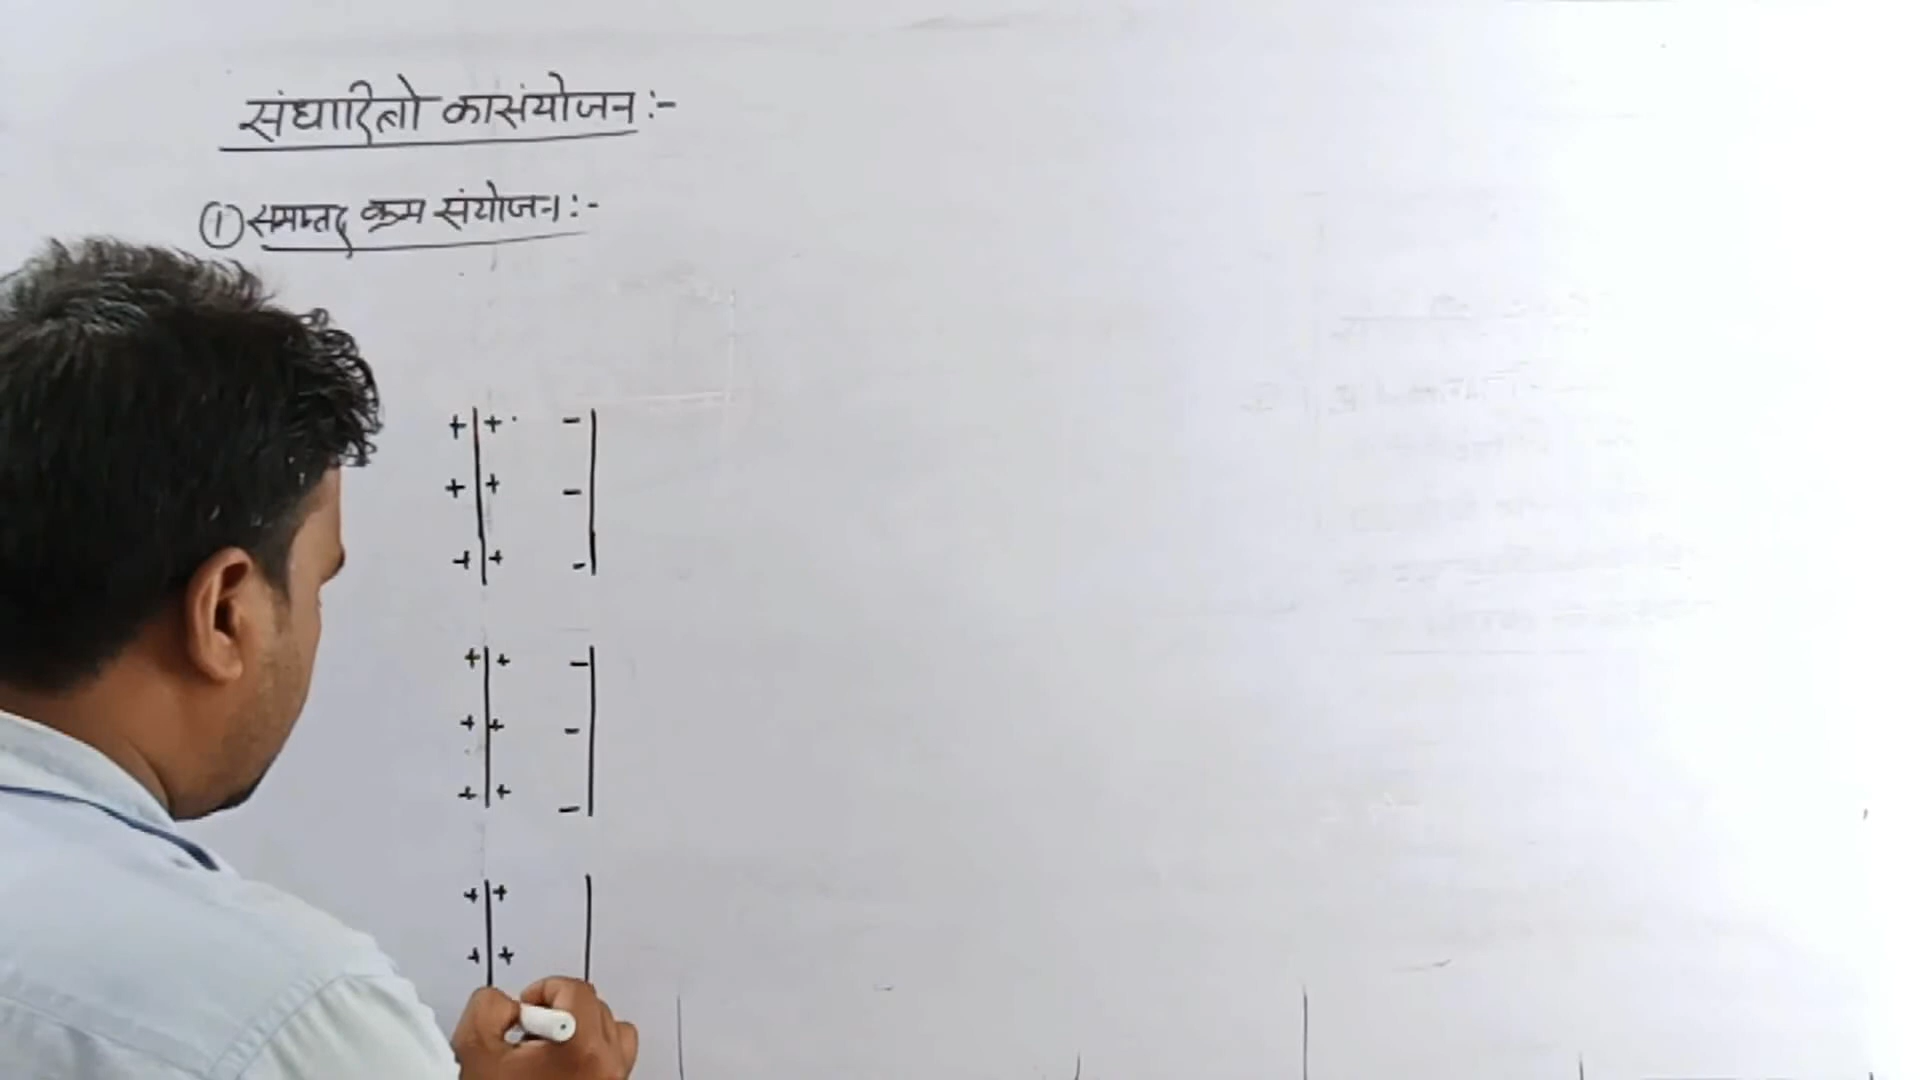 संधारित्रो का संयोजन :-
① समान्तर क्रम संयोजन :-
+ + -
+ + -
+ + -
+ + -
+ + -
+ + -
+ +
+ +